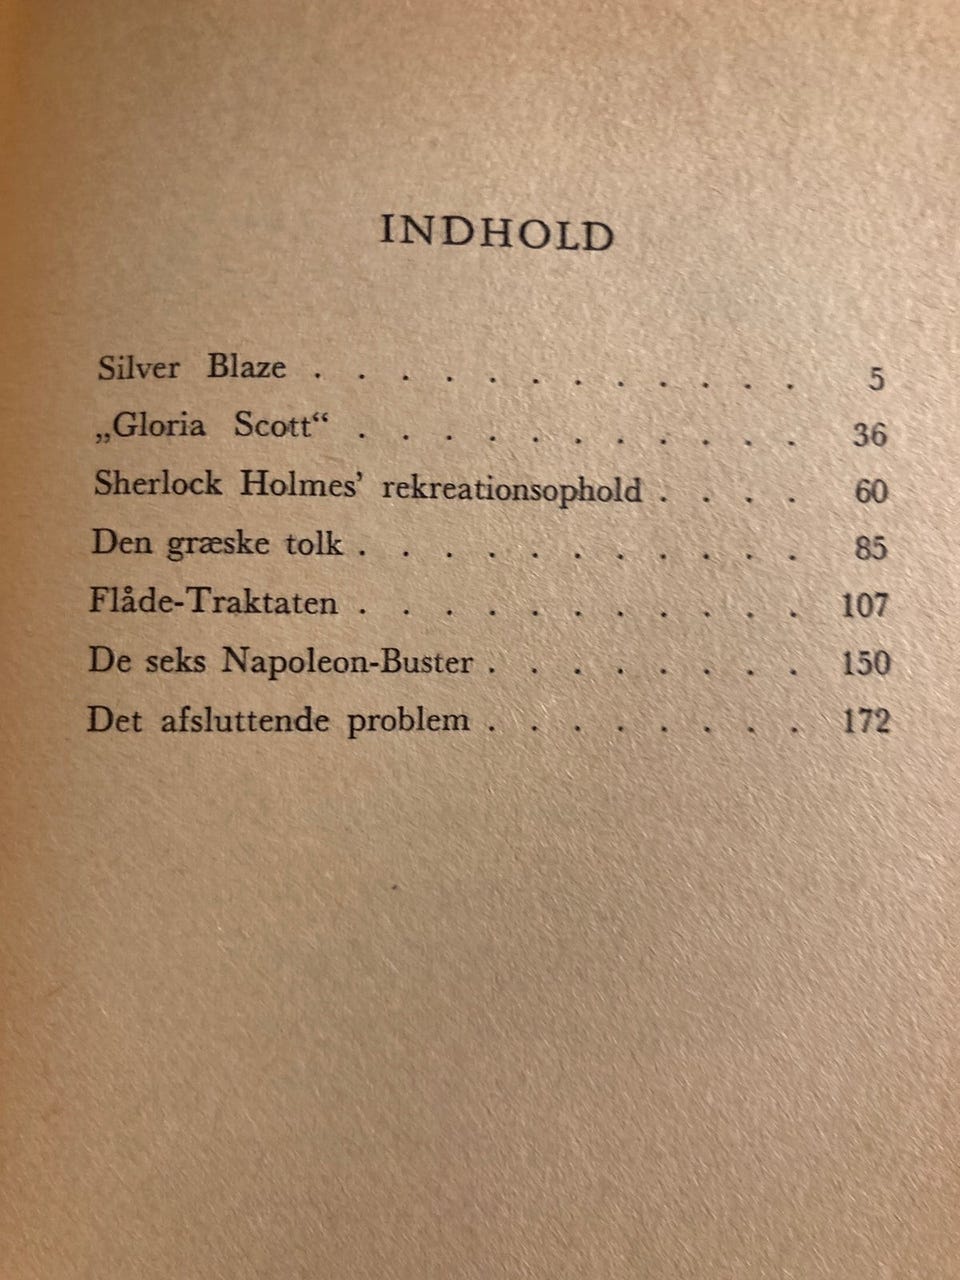 INDHOLD
Silver Blaze . . . . . . . . . . . . 5
„Gloria Scott“ . . . . . . . . . . . 36
Sherlock Holmes’ rekreationsophold . . . . 60
Den græske tolk . . . . . . . . . . . 85
Flåde-Traktaten . . . . . . . . . . . 107
De seks Napoleon-Buster . . . . . . . . 150
Det afsluttende problem . . . . . . . . 172